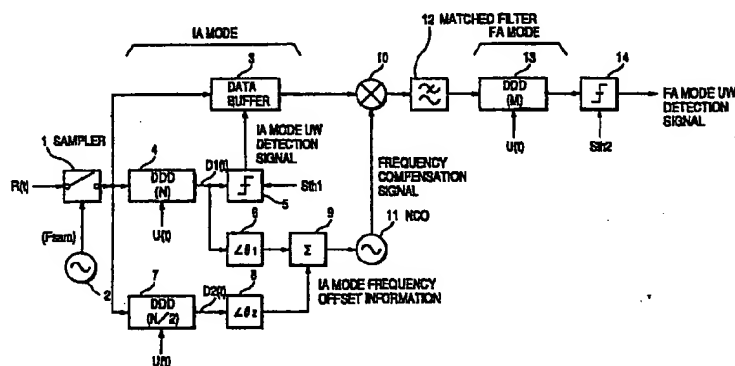 IA MODE
12 MATCHED FILTER
FA MODE
3
10
13
14
DATA
BUFFER
DDD
(M)
FA MODE UW
DETECTION
SIGNAL
1 SAMPLER
4
IA MODE UW
DETECTION
SIGNAL
U(t)
Sth2
R(t)
DDD
(N)
D1(t)
Sth1
5
FREQUENCY
COMPENSATION
SIGNAL
(Fsam)
U(t)
6
9
∠θ1
Σ
11 NCO
2
7
8
DDD
(N/2)
D2(t)
∠θ2
IA MODE FREQUENCY
OFFSET INFORMATION
U(t)